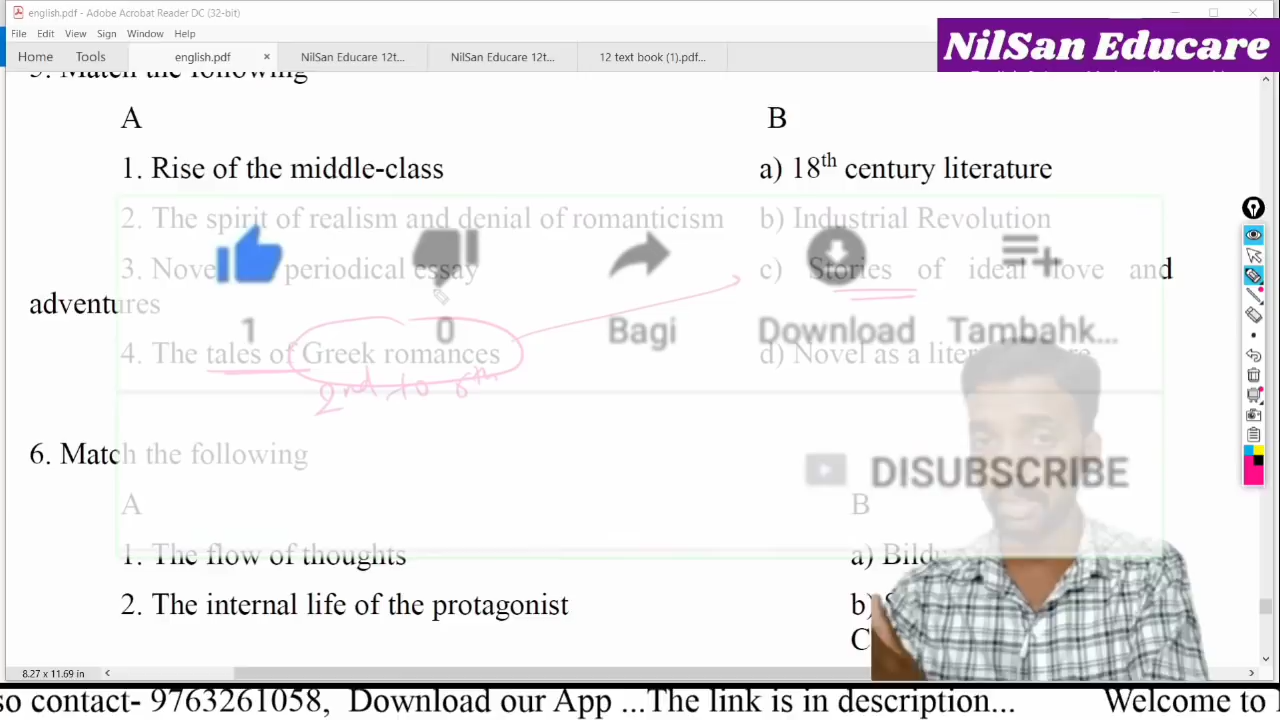 english.pdf - Adobe Acrobat Reader DC (32-bit)
File Edit View Sign Window Help
Home Tools english.pdf × NilSan Educare 12t... NilSan Educare 12t... 12 text book (1).pdf...
NilSan Educare
5. Match the following
A B
1. Rise of the middle-class a) 18th century literature
2. The spirit of realism and denial of romanticism b) Industrial Revolution
3. Novel periodical essay c) Stories of ideal love and
adventures
1 0 Bagi Download Tambahk...
4. The tales of Greek romances d) Novel as a
2nd to 6th
6. Match the following
DISUBSCRIBE
A B
1. The flow of thoughts a) Bild
2. The internal life of the protagonist b)
C
8.27 x 11.69 in
so contact- 9763261058, Download our App ...The link is in description... Welcome to